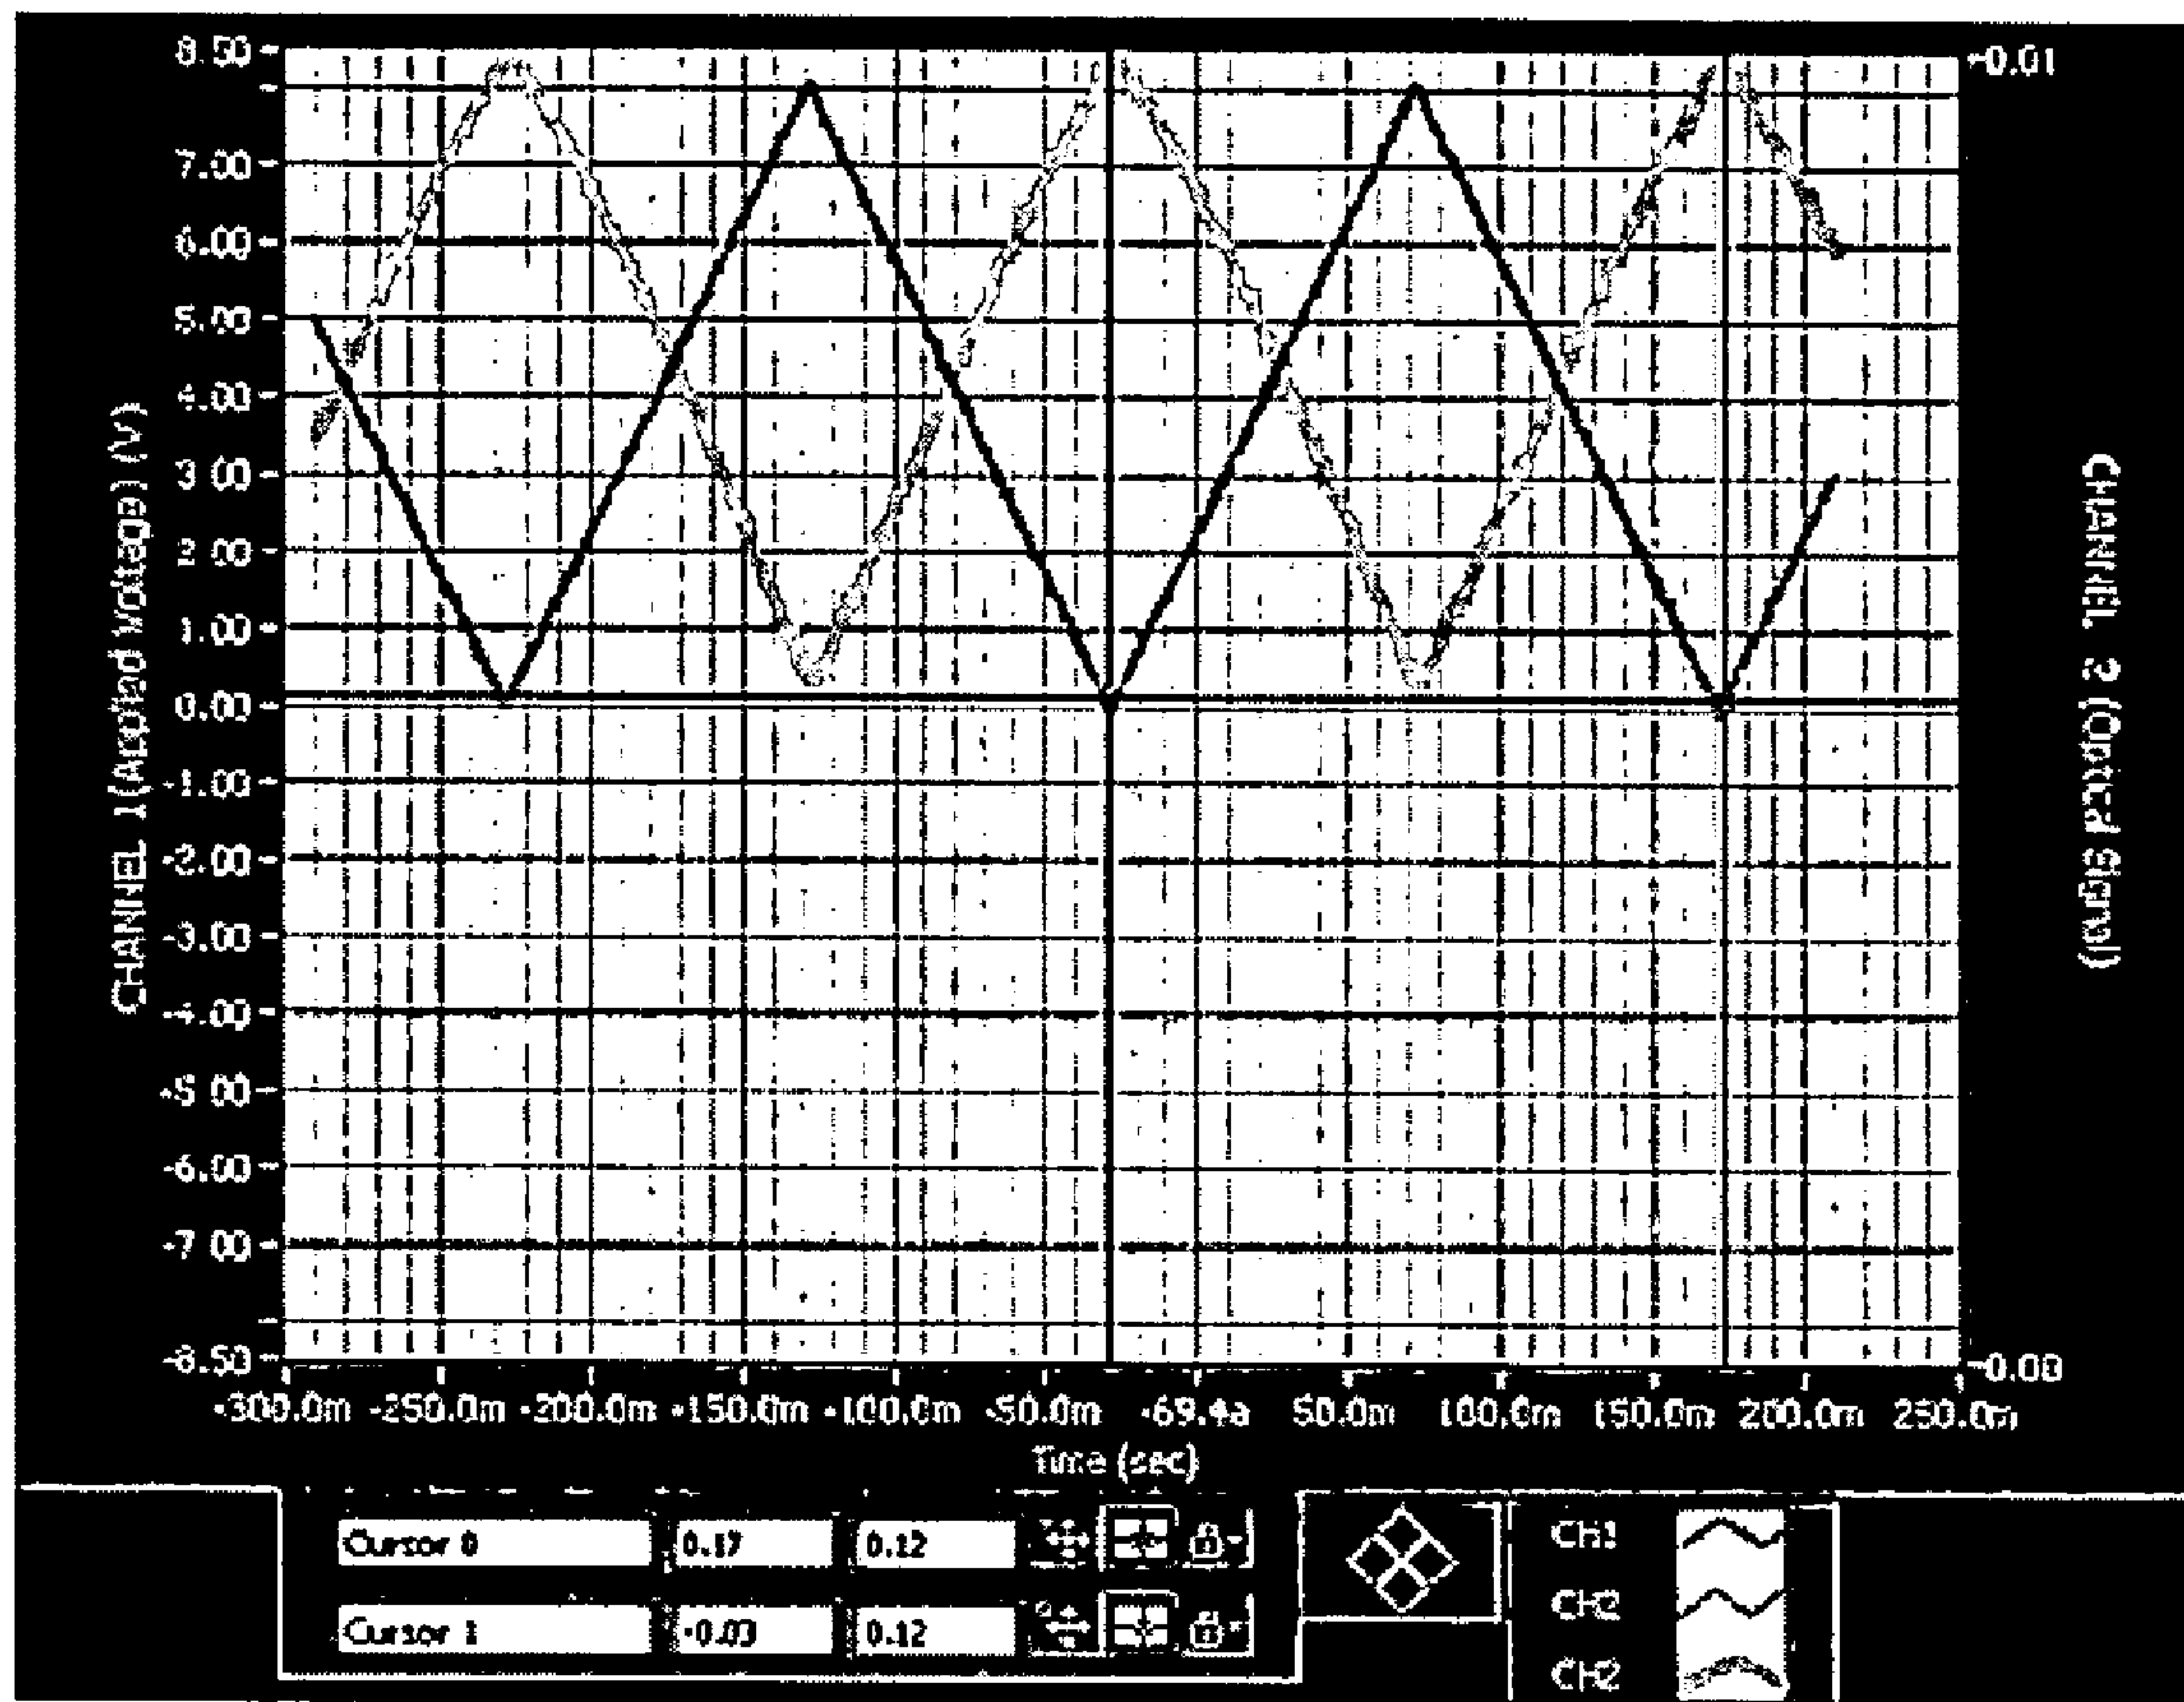 8.50
7.00
6.00
5.00
4.00
3.00
2.00
1.00
0.00
-1.00
-2.00
-3.00
-4.00
-5.00
-6.00
-7.00
-8.50
CHANNEL 1 (Applied Voltage) (V)
-0.01
-0.00
CHANNEL 2 (Optical Signal)
-300.0m -250.0m -200.0m -150.0m -100.0m -50.0m -69.4a 50.0m 100.0m 150.0m 200.0m 250.0m
Time (sec)
Cursor 0 0.17 0.12
Cursor 1 -0.03 0.12
CH1
CH2
CH2